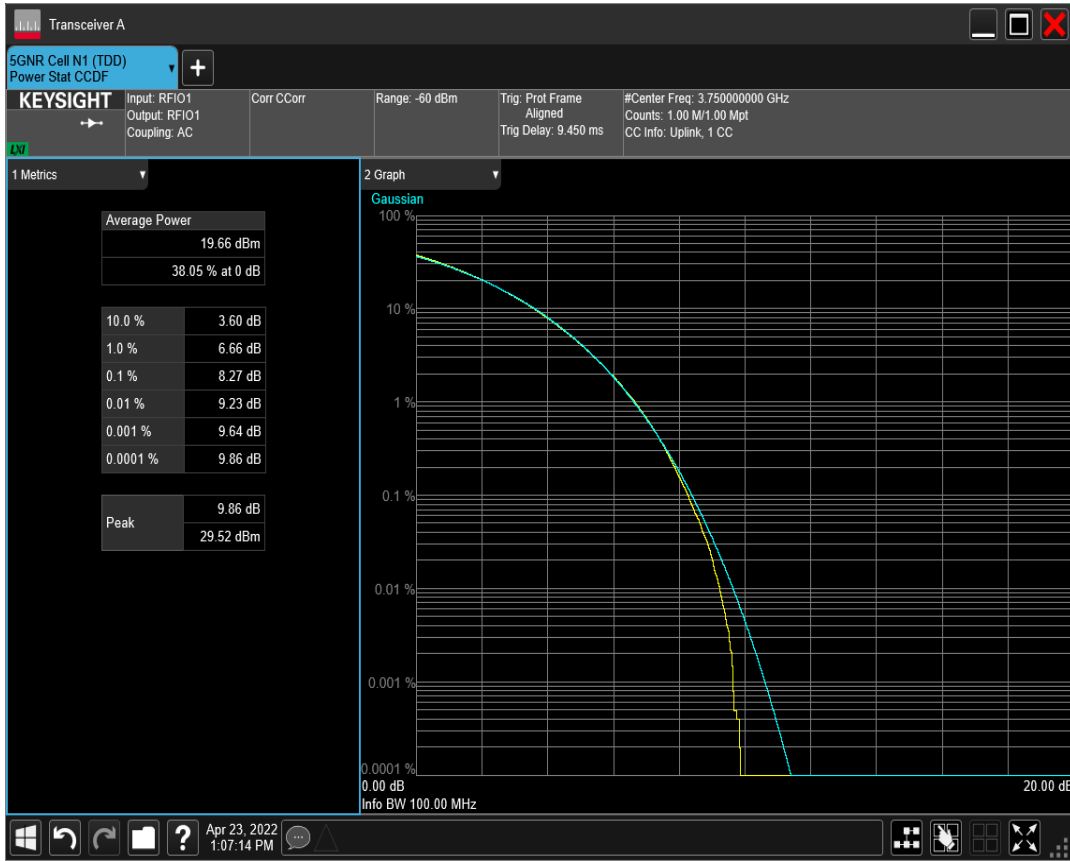 Transceiver A
5GNR Cell N1 (TDD)
Power Stat CCDF
+
KEYSIGHT
LXI
Input: RFIO1
Output: RFIO1
Coupling: AC
Corr CCorr
Range: -60 dBm
Trig: Prot Frame
Aligned
Trig Delay: 9.450 ms
#Center Freq: 3.750000000 GHz
Counts: 1.00 M/1.00 Mpt
CC Info: Uplink, 1 CC
1 Metrics
Average Power
19.66 dBm
38.05 % at 0 dB
10.0 % 3.60 dB
1.0 % 6.66 dB
0.1 % 8.27 dB
0.01 % 9.23 dB
0.001 % 9.64 dB
0.0001 % 9.86 dB
Peak
9.86 dB
29.52 dBm
2 Graph
Gaussian
100 %
10 %
1 %
0.1 %
0.01 %
0.001 %
0.0001 %
0.00 dB 20.00 dB
Info BW 100.00 MHz
?
Apr 23, 2022
1:07:14 PM